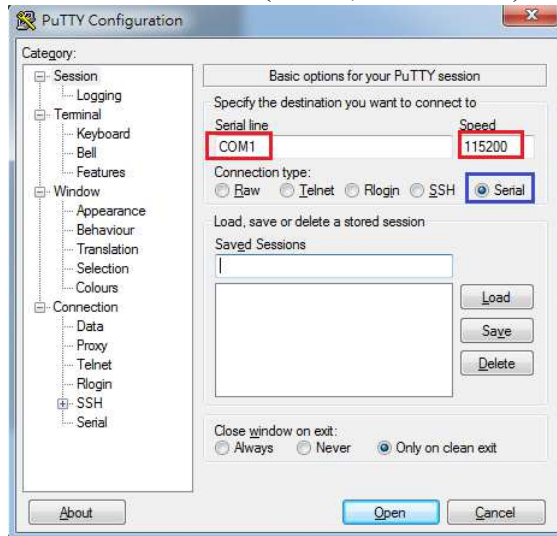 PuTTY Configuration
Category:
Session
Logging
Terminal
Keyboard
Bell
Features
Window
Appearance
Behaviour
Translation
Selection
Colours
Connection
Data
Proxy
Telnet
Rlogin
SSH
Serial
Basic options for your PuTTY session
Specify the destination you want to connect to
Serial line Speed
COM1 115200
Connection type:
Raw Telnet Rlogin SSH Serial
Load, save or delete a stored session
Saved Sessions
Load
Save
Delete
Close window on exit:
Always Never Only on clean exit
About Open Cancel